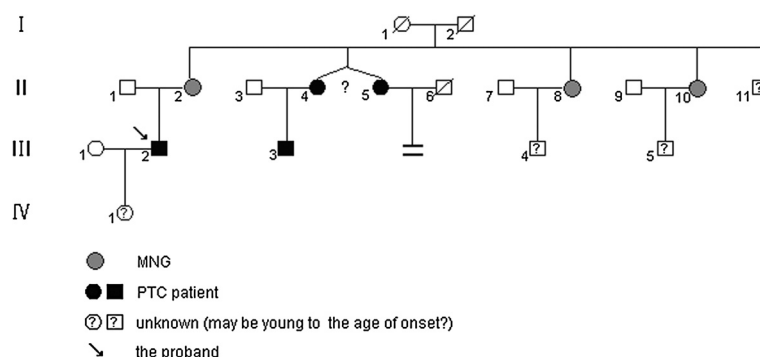 I 1 2
II 1 2 3 4 ? 5 6 7 8 9 10 11 ?
III 1 2 3 4 ? 5 ?
IV 1 ?
MNG
PTC patient
? ? unknown (may be young to the age of onset?)
the proband